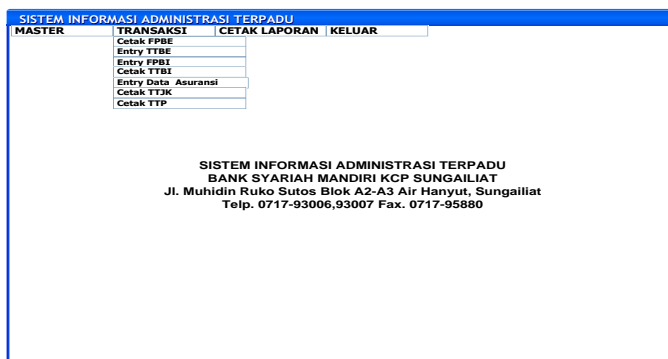 SISTEM INFORMASI ADMINISTRASI TERPADU
MASTER TRANSAKSI CETAK LAPORAN KELUAR
Cetak FPBE
Entry TTBE
Entry FPBI
Cetak TTBI
Entry Data Asuransi
Cetak TTJK
Cetak TTP
SISTEM INFORMASI ADMINISTRASI TERPADU
BANK SYARIAH MANDIRI KCP SUNGAILIAT
Jl. Muhidin Ruko Sutos Blok A2-A3 Air Hanyut, Sungailiat
Telp. 0717-93006,93007 Fax. 0717-95880